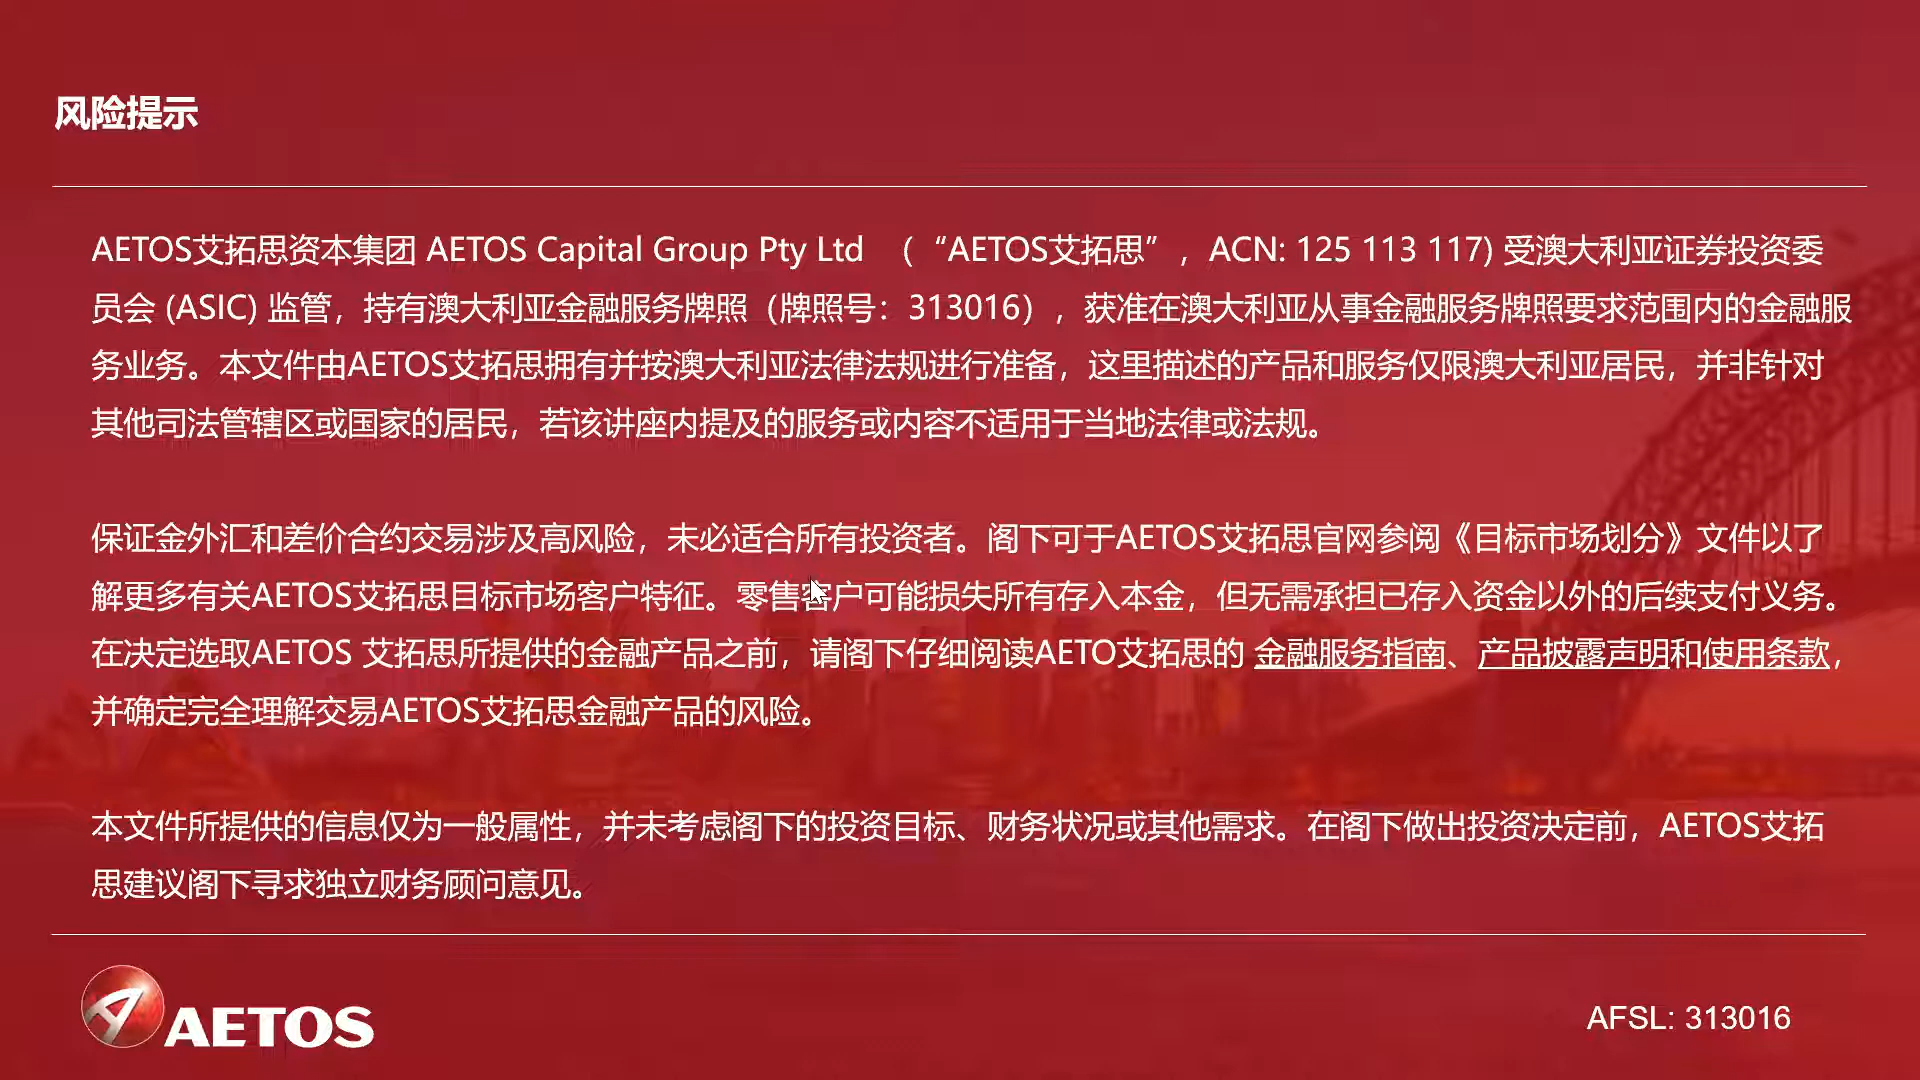 风险提示
AETOS艾拓思资本集团 AETOS Capital Group Pty Ltd （“AETOS艾拓思”，ACN: 125 113 117) 受澳大利亚证券投资委
员会 (ASIC) 监管，持有澳大利亚金融服务牌照（牌照号：313016），获准在澳大利亚从事金融服务牌照要求范围内的金融服
务业务。本文件由AETOS艾拓思拥有并按澳大利亚法律法规进行准备，这里描述的产品和服务仅限澳大利亚居民，并非针对
其他司法管辖区或国家的居民，若该讲座内提及的服务或内容不适用于当地法律或法规。
保证金外汇和差价合约交易涉及高风险，未必适合所有投资者。阁下可于AETOS艾拓思官网参阅《目标市场划分》文件以了
解更多有关AETOS艾拓思目标市场客户特征。零售客户可能损失所有存入本金，但无需承担已存入资金以外的后续支付义务。
在决定选取AETOS 艾拓思所提供的金融产品之前，请阁下仔细阅读AETO艾拓思的 金融服务指南、产品披露声明和使用条款，
并确定完全理解交易AETOS艾拓思金融产品的风险。
本文件所提供的信息仅为一般属性，并未考虑阁下的投资目标、财务状况或其他需求。在阁下做出投资决定前，AETOS艾拓
思建议阁下寻求独立财务顾问意见。
AETOS
AFSL: 313016